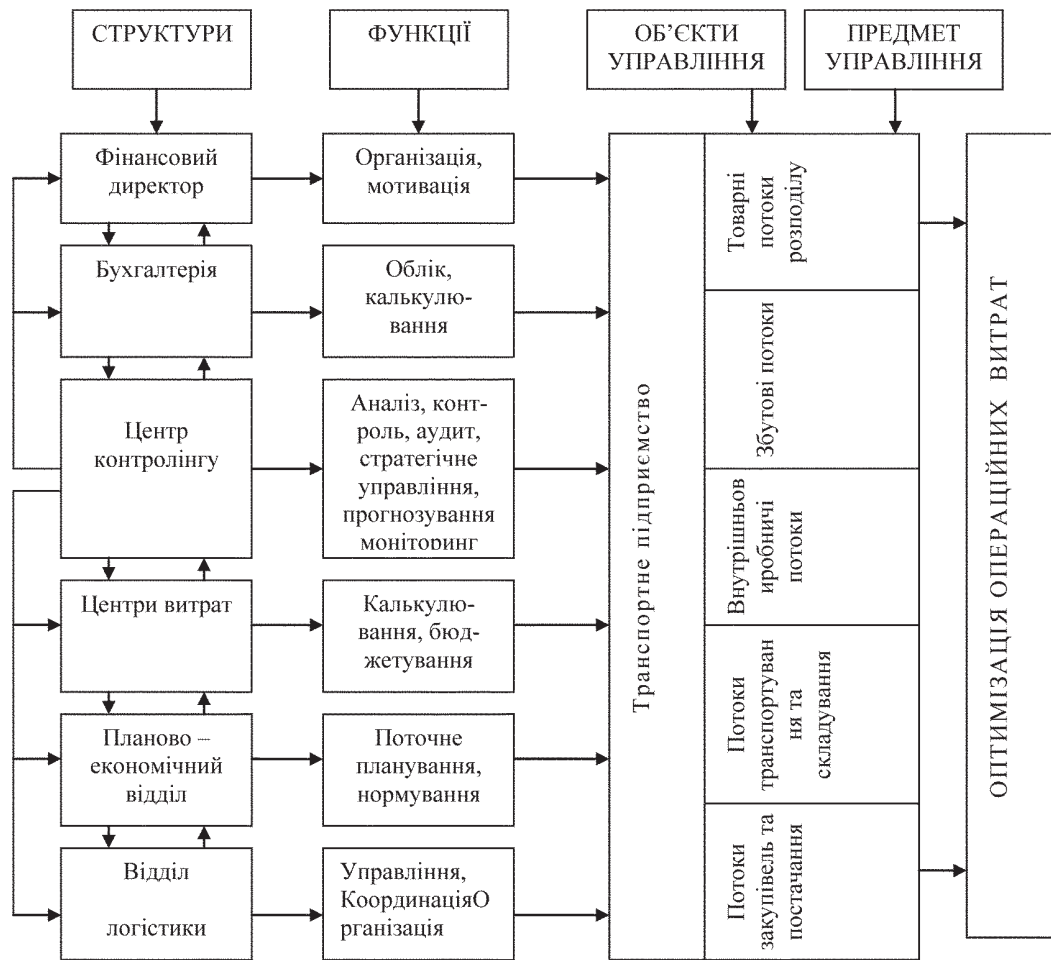 СТРУКТУРИ
ФУНКЦІЇ
ОБ’ЄКТИ
УПРАВЛІННЯ
ПРЕДМЕТ
УПРАВЛІННЯ
Фінансовий
директор
Організація,
мотивація
Бухгалтерія
Облік,
калькулю-
вання
Центр
контролінгу
Аналіз, конт-
роль, аудит,
стратегічне
управління,
прогнозування
моніторинг
Центри витрат
Калькулю-
вання, бюд-
жетування
Планово –
економічний
відділ
Поточне
планування,
нормування
Відділ
логістики
Управління,
КоординаціяО
рганізація
Транспортне підприємство
Товарні
потоки
розподілу
Збутові потоки
Внутрішньов
иробничі
потоки
Потоки
транспортуван
ня та
складування
Потоки
закупівель та
постачання
ОПТИМІЗАЦІЯ ОПЕРАЦІЙНИХ ВИТРАТ